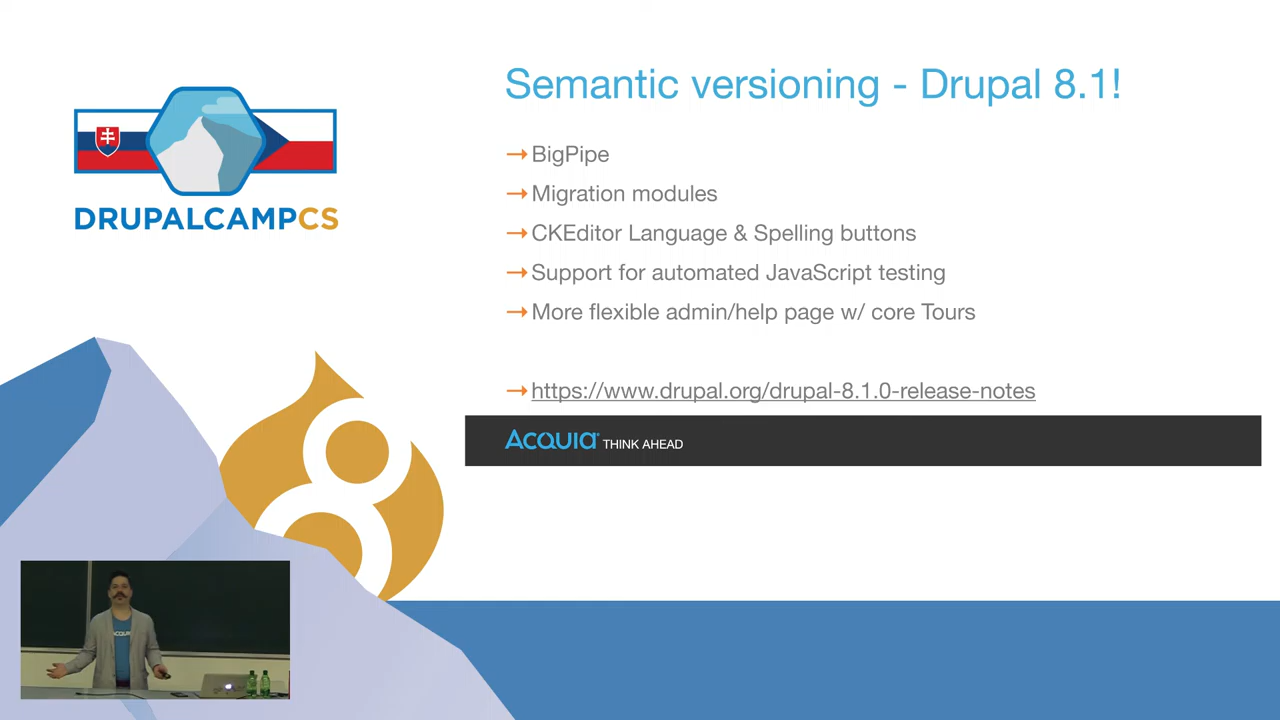 DRUPALCAMPCS
Semantic versioning - Drupal 8.1!
→BigPipe
→Migration modules
→CKEditor Language & Spelling buttons
→Support for automated JavaScript testing
→More flexible admin/help page w/ core Tours
→https://www.drupal.org/drupal-8.1.0-release-notes
ACQUIA THINK AHEAD
ACQUIA